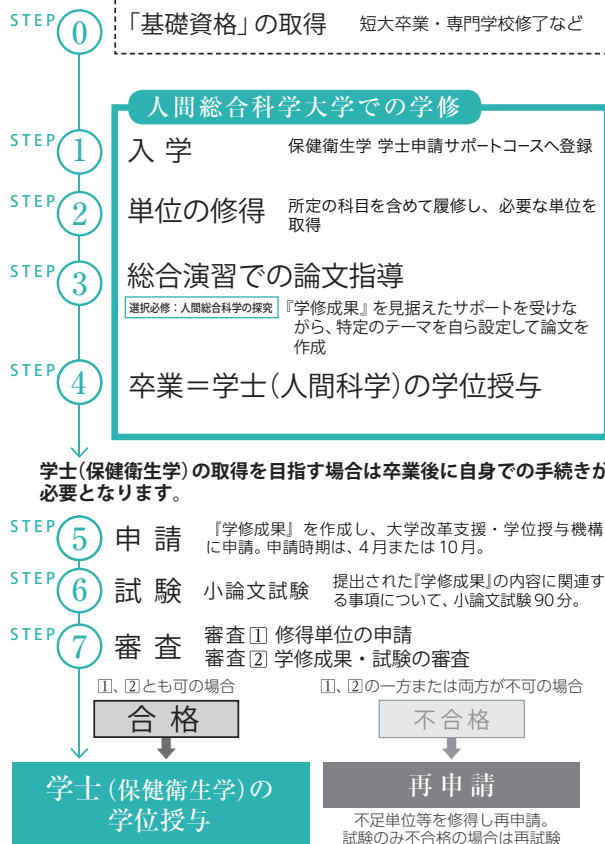 STEP 0 「基礎資格」の取得 短大卒業・専門学校修了など
人間総合科学大学での学修
STEP 1 入学 保健衛生学 学士申請サポートコースへ登録
STEP 2 単位の修得 所定の科目を含めて履修し、必要な単位を
取得
STEP 3 総合演習での論文指導
選択必修：人間総合科学の探究 『学修成果』を見据えたサポートを受けな
がら、特定のテーマを自ら設定して論文を
作成
STEP 4 卒業＝学士(人間科学)の学位授与
学士(保健衛生学)の取得を目指す場合は卒業後に自身での手続きが
必要となります。
STEP 5 申請 『学修成果』を作成し、大学改革支援・学位授与機構
に申請。申請時期は、4月または10月。
STEP 6 試験 小論文試験 提出された『学修成果』の内容に関連す
る事項について、小論文試験90分。
STEP 7 審査 審査1 修得単位の申請
審査2 学修成果・試験の審査
1、2とも可の場合 1、2の一方または両方が不可の場合
合格 不合格
学士(保健衛生学)の
学位授与
再申請
不足単位等を修得し再申請。
試験のみ不合格の場合は再試験